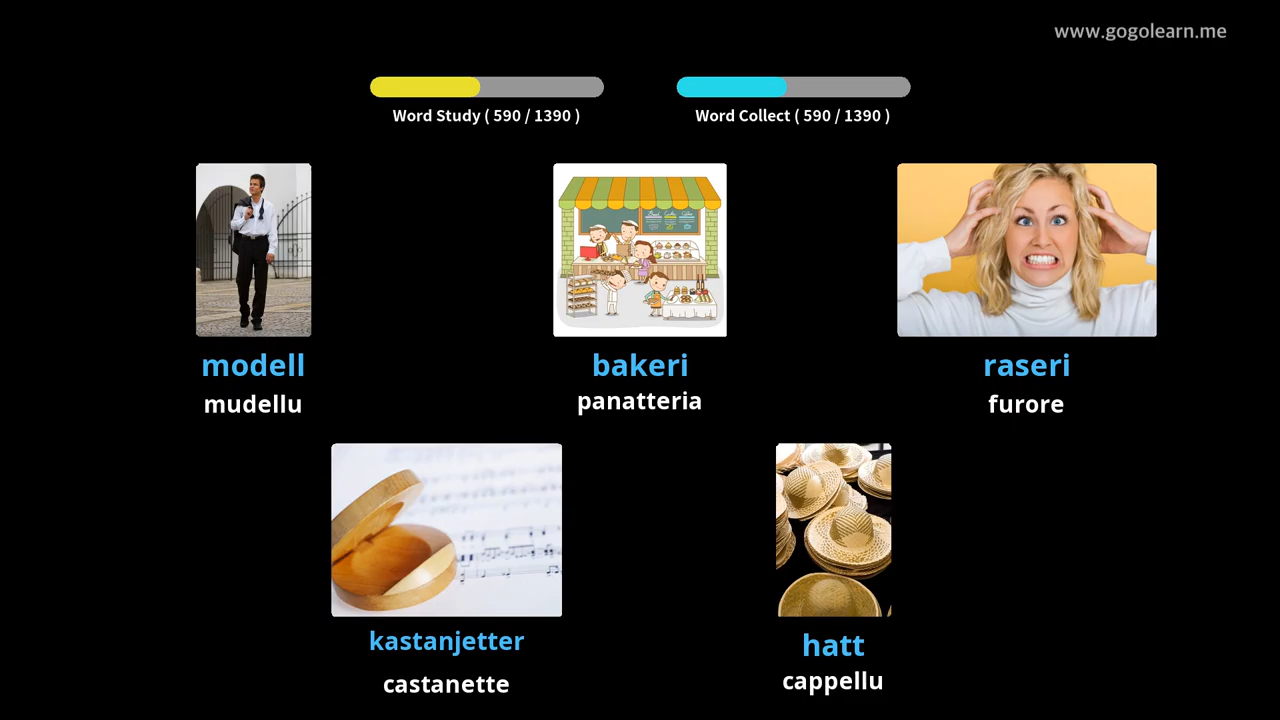 www.gogolearn.me
Word Study ( 590 / 1390 )
Word Collect ( 590 / 1390 )
modell
mudellu
bakeri
panatteria
raseri
furore
kastanjetter
castanette
hatt
cappellu